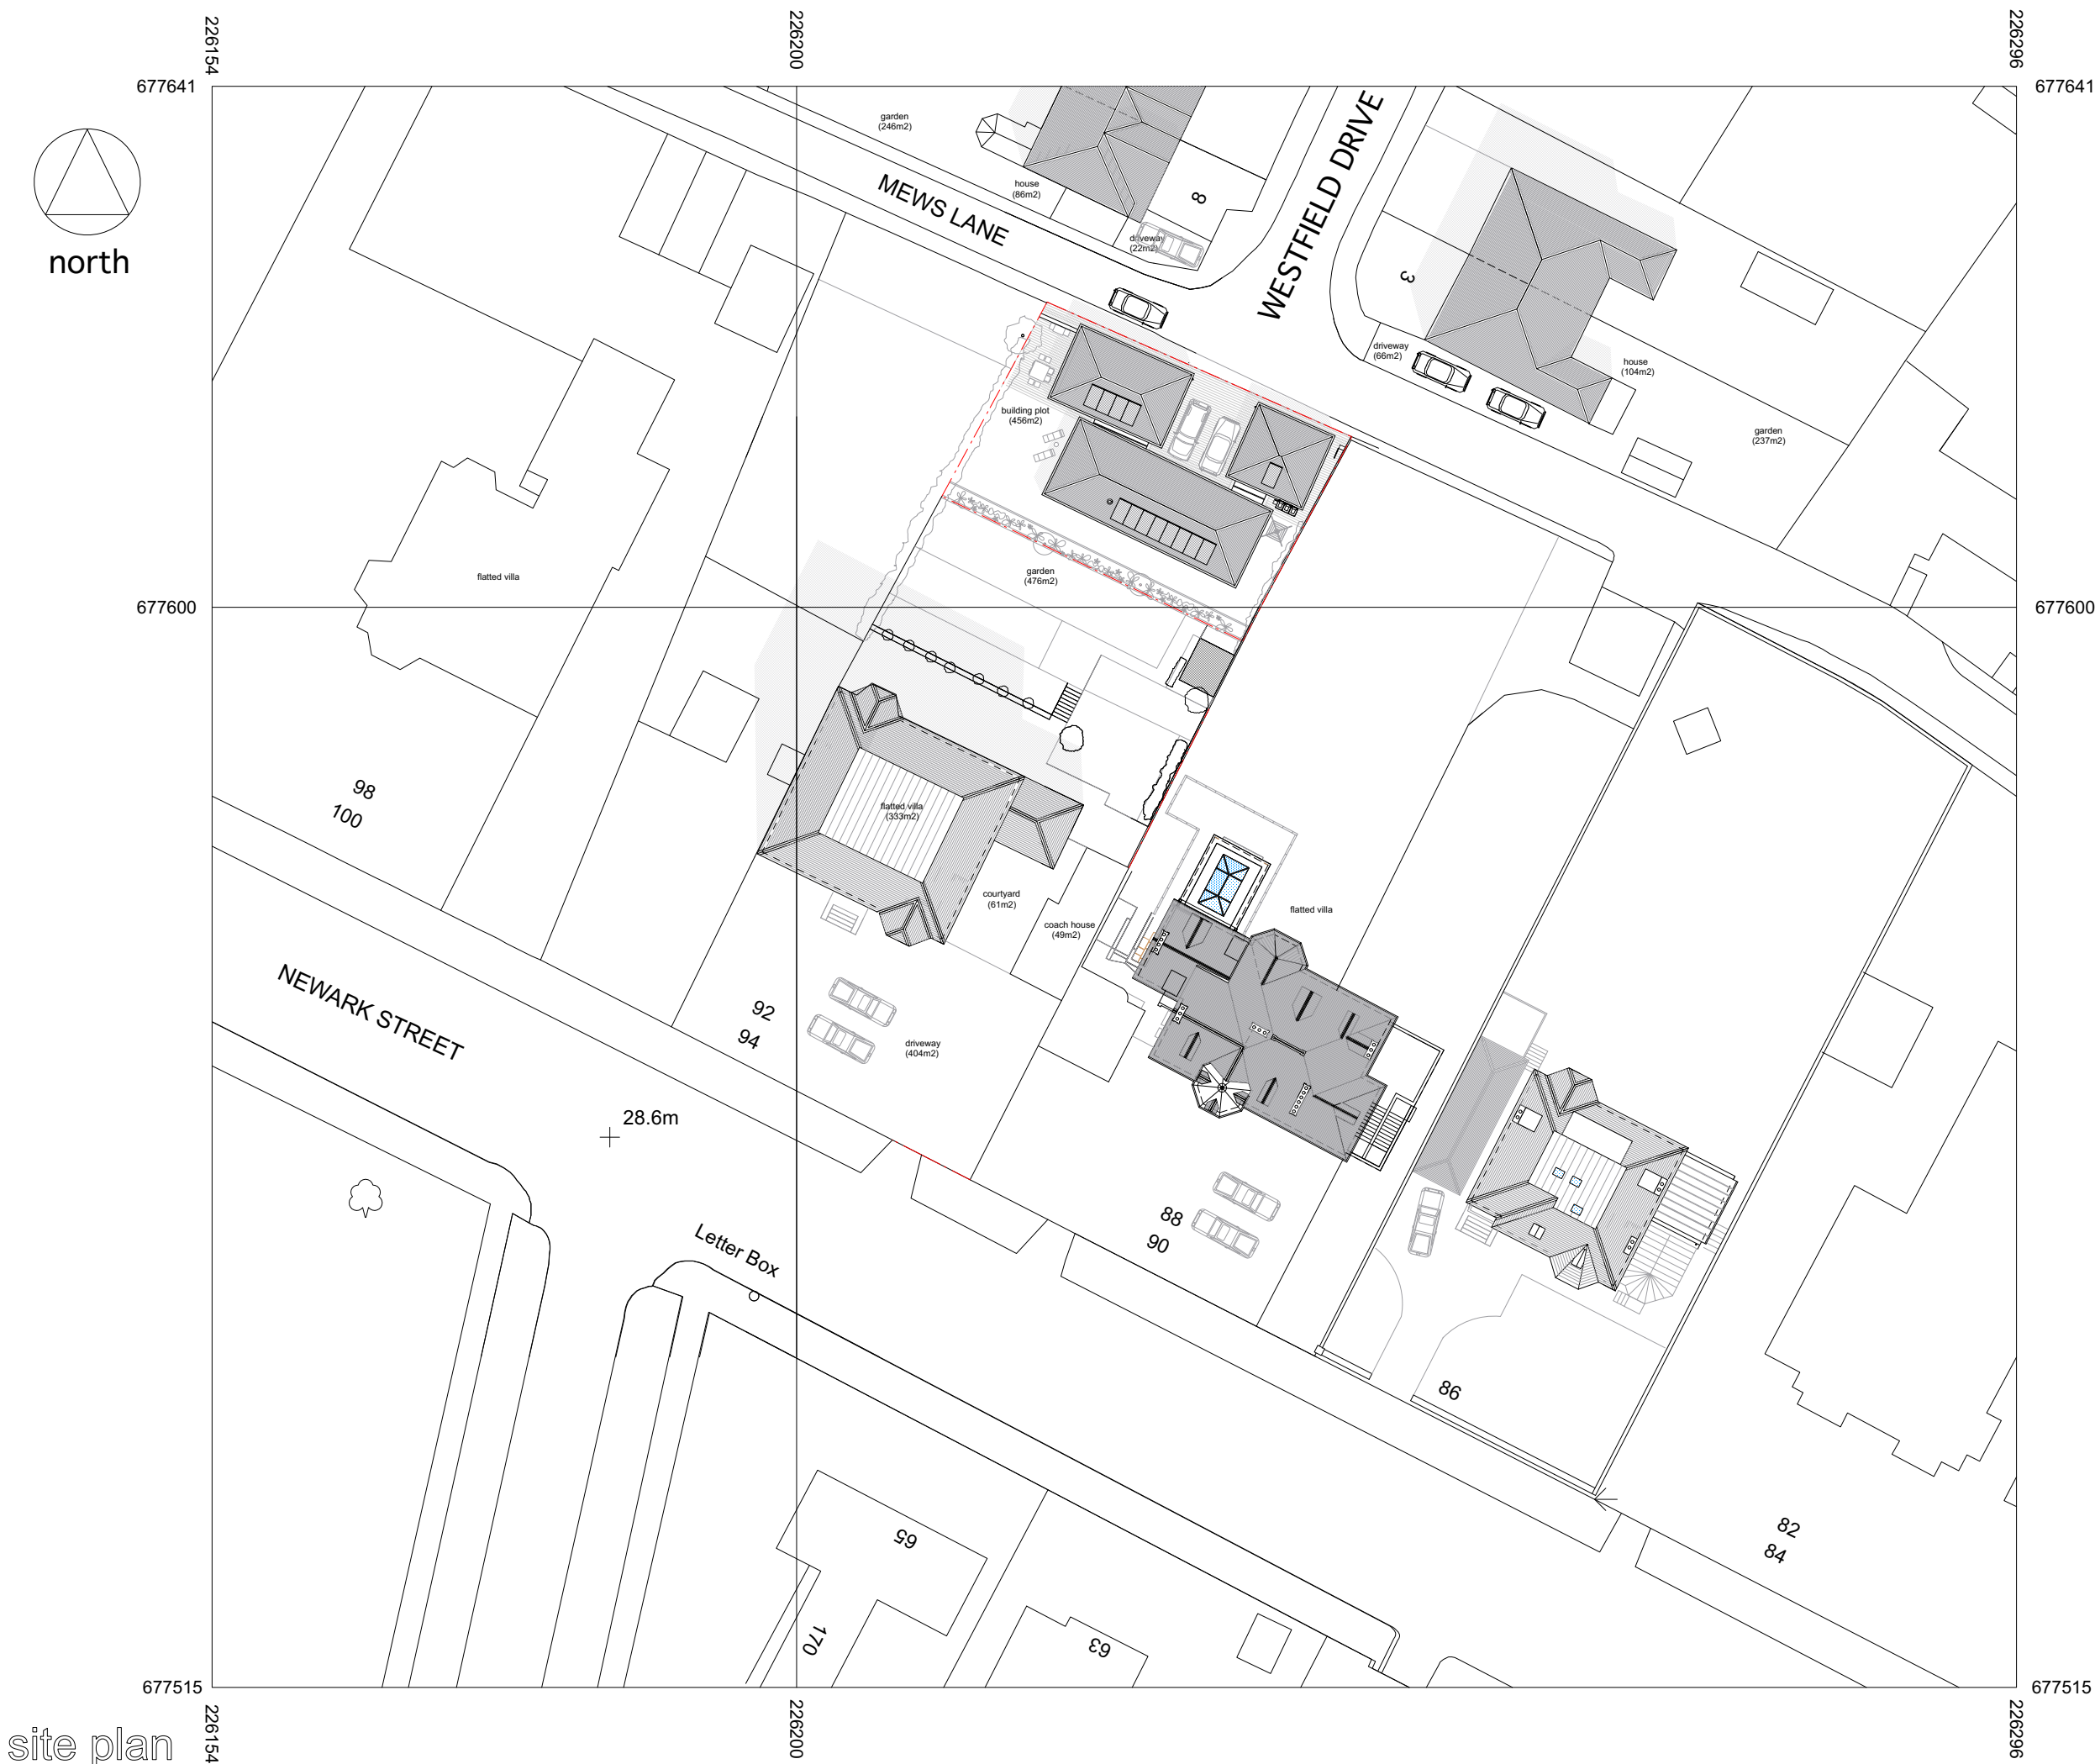 226154
226200
226296
677641
677641
north
garden
(246m2)
house
(86m2)
8
driveway
(22m2)
MEWS LANE
WESTFIELD DRIVE
3
driveway
(66m2)
house
(104m2)
garden
(237m2)
building plot
(456m2)
garden
(476m2)
flatted villa
677600
677600
98
100
flatted villa
(333m2)
courtyard
(61m2)
coach house
(49m2)
flatted villa
NEWARK STREET
92
94
driveway
(404m2)
28.6m
88
90
Letter Box
86
65
170
63
82
84
677515
677515
226154
226200
226296
site plan